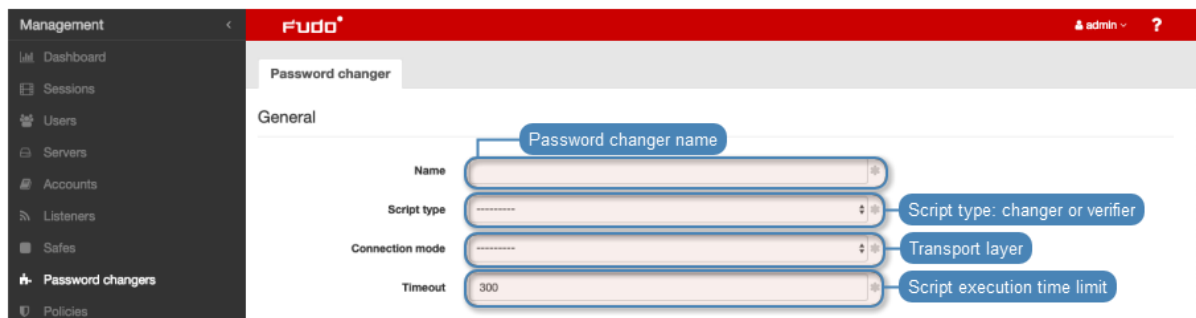 Management
Fudo
admin
?
Dashboard
Password changer
Sessions
Users
General
Password changer name
Servers
Name
Accounts
Script type
---------
Script type: changer or verifier
Listeners
Safes
Connection mode
---------
Transport layer
Password changers
Timeout
300
Script execution time limit
Policies